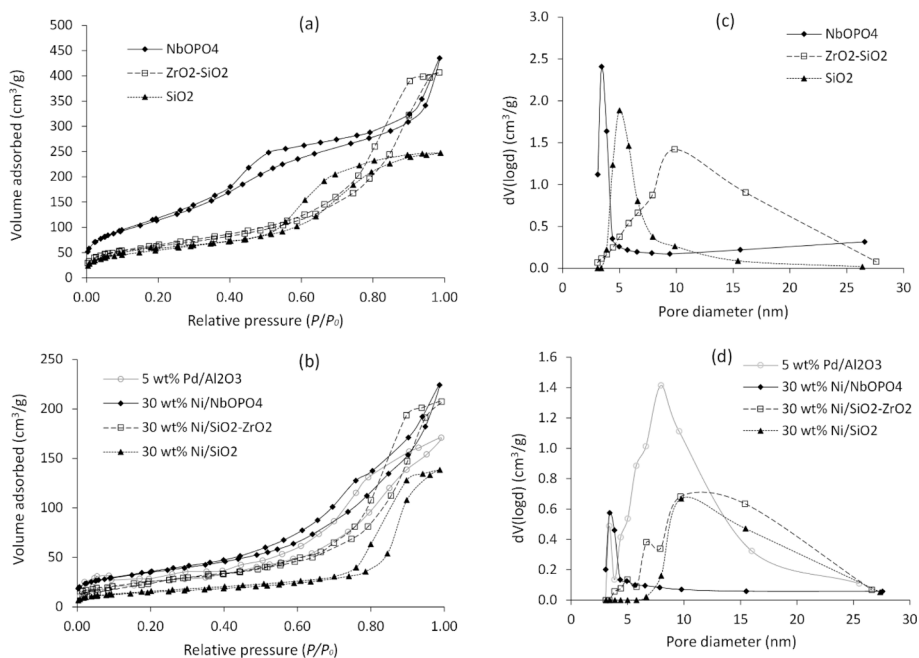 (a)
Volume adsorbed (cm³/g)
500
450
400
350
300
250
200
150
100
50
0
NbOPO4
ZrO2-SiO2
SiO2
0.00 0.20 0.40 0.60 0.80 1.00
Relative pressure (P/P₀)
(c)
dV(logd) (cm³/g)
3.0
2.5
2.0
1.5
1.0
0.5
0.0
NbOPO4
ZrO2-SiO2
SiO2
0 5 10 15 20 25 30
Pore diameter (nm)
(b)
Volume adsorbed (cm³/g)
250
200
150
100
50
0
5 wt% Pd/Al2O3
30 wt% Ni/NbOPO4
30 wt% Ni/SiO2-ZrO2
30 wt% Ni/SiO2
0.00 0.20 0.40 0.60 0.80 1.00
Relative pressure (P/P₀)
(d)
dV(logd) (cm³/g)
1.6
1.4
1.2
1.0
0.8
0.6
0.4
0.2
0.0
5 wt% Pd/Al2O3
30 wt% Ni/NbOPO4
30 wt% Ni/SiO2-ZrO2
30 wt% Ni/SiO2
0 5 10 15 20 25 30
Pore diameter (nm)